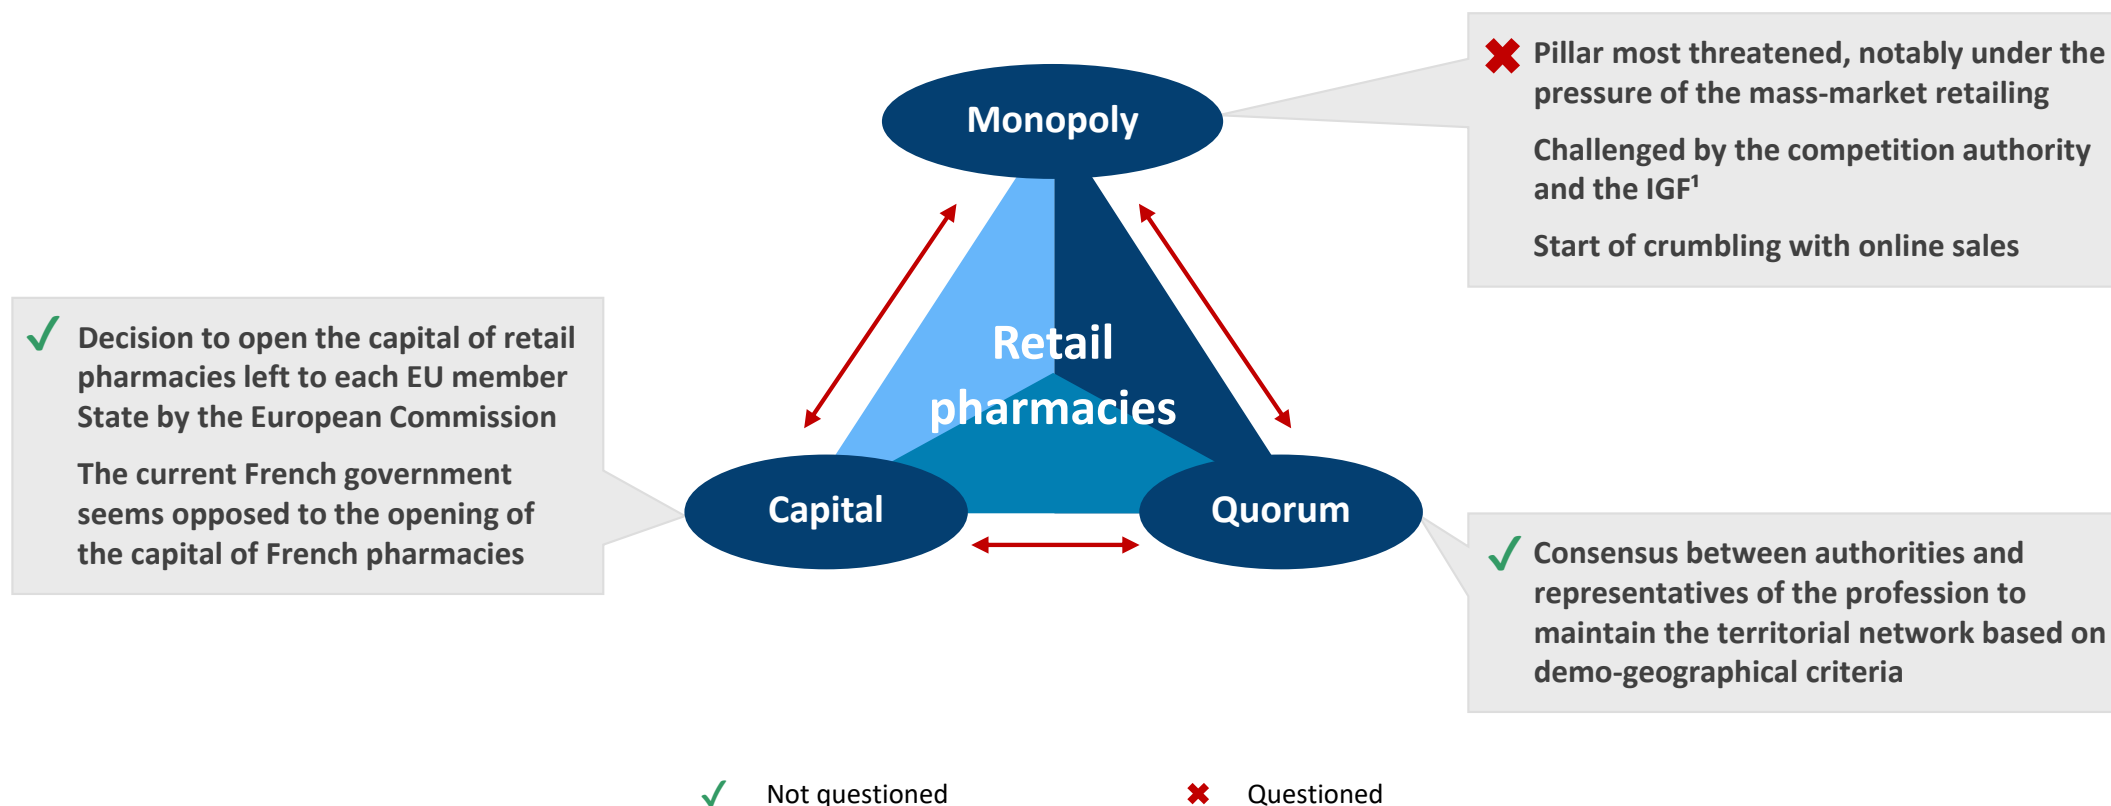 Monopoly
Pillar most threatened, notably under the
pressure of the mass-market retailing
Challenged by the competition authority
and the IGF¹
Start of crumbling with online sales
Retail
pharmacies
Decision to open the capital of retail
pharmacies left to each EU member
State by the European Commission
The current French government
seems opposed to the opening of
the capital of French pharmacies
Capital
Quorum
Consensus between authorities and
representatives of the profession to
maintain the territorial network based on
demo-geographical criteria
Not questioned
Questioned